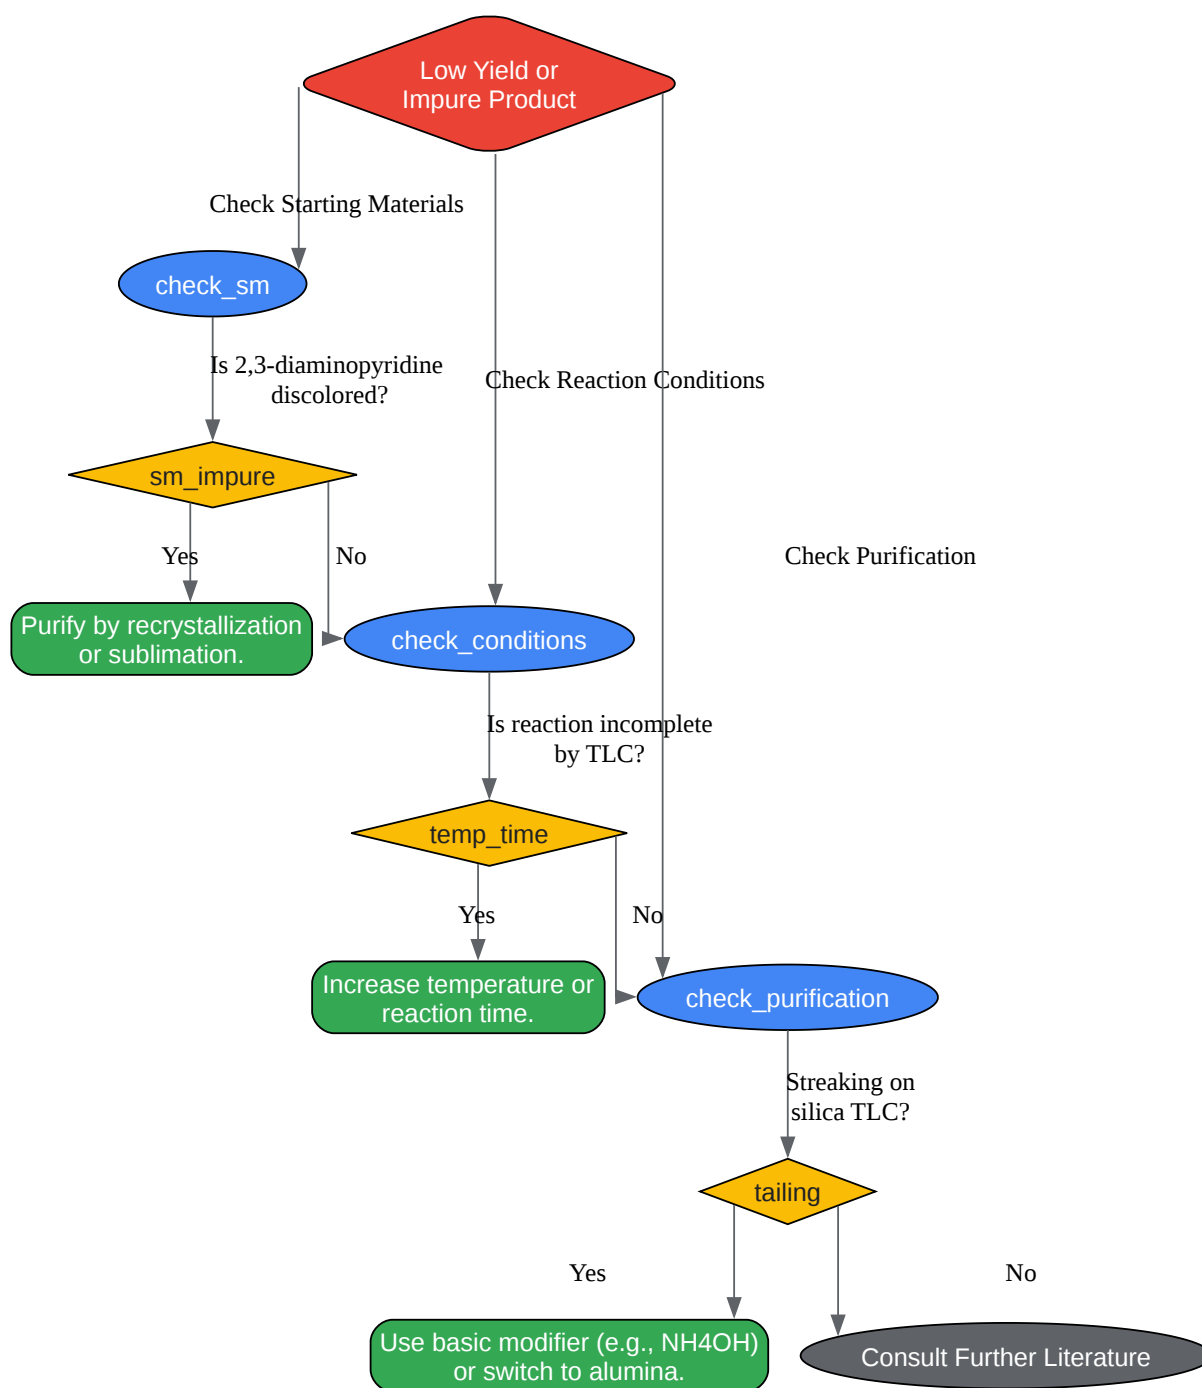 Low Yield or
Impure Product
Check Starting Materials
check_sm
Is 2,3-diaminopyridine
discolored?
Check Reaction Conditions
sm_impure
Yes
No
Check Purification
Purify by recrystallization
or sublimation.
check_conditions
Is reaction incomplete
by TLC?
temp_time
Yes
No
Increase temperature or
reaction time.
check_purification
Streaking on
silica TLC?
tailing
Yes
No
Use basic modifier (e.g., NH4OH)
or switch to alumina.
Consult Further Literature